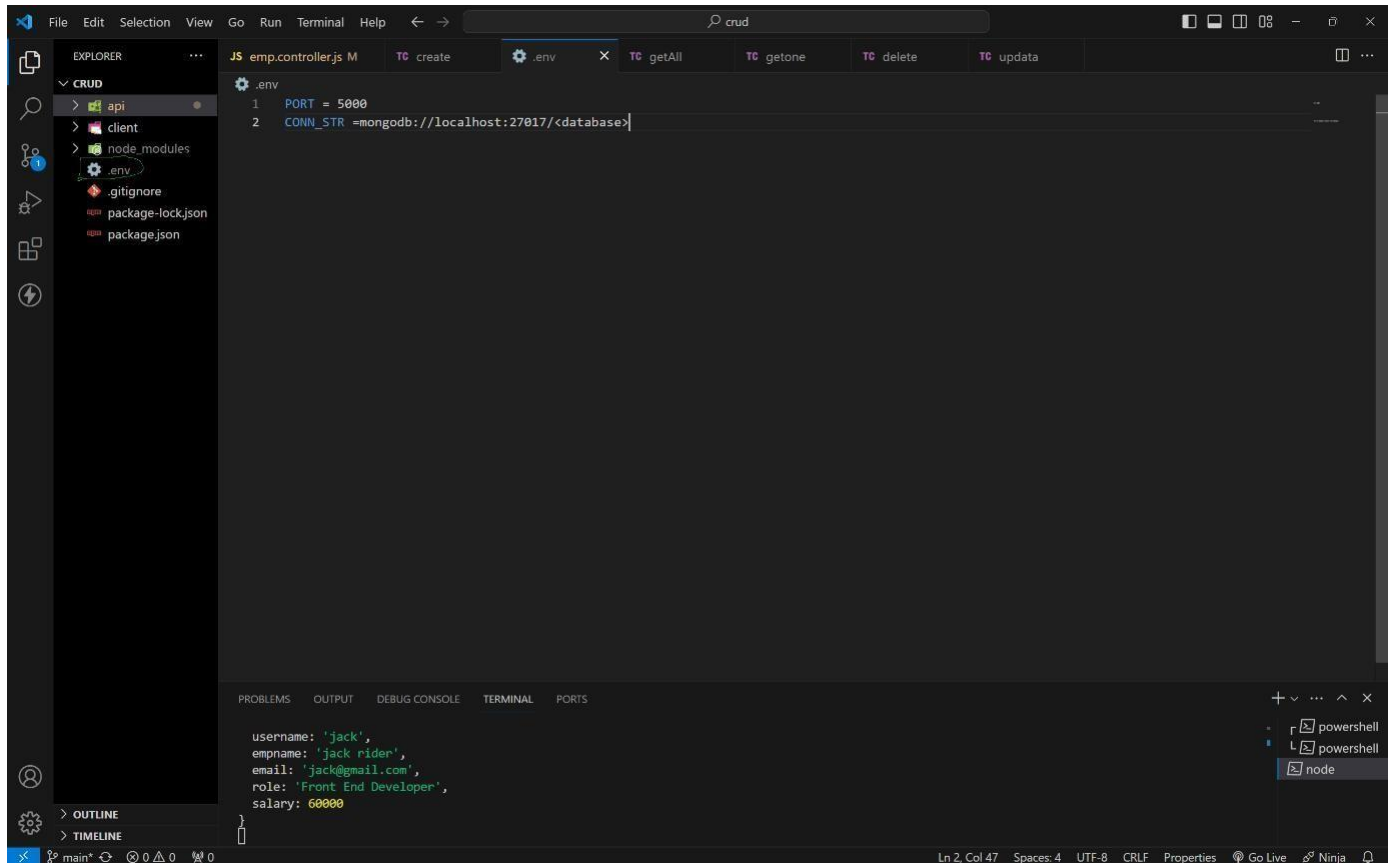 File Edit Selection View Go Run Terminal Help
crud
EXPLORER
JS emp.controller.js M
TC create
.env
TC getAll
TC getone
TC delete
TC updata
CRUD
api
client
node_modules
.env
.gitignore
package-lock.json
package.json
OUTLINE
TIMELINE
.env
1 PORT = 5000
2 CONN_STR =mongodb://localhost:27017/<database>
PROBLEMS OUTPUT DEBUG CONSOLE TERMINAL PORTS
username: 'jack',
empname: 'jack rider',
email: 'jack@gmail.com',
role: 'Front End Developer',
salary: 60000
}
powershell
powershell
node
1
main* 0 0 0
Ln 2, Col 47 Spaces: 4 UTF-8 CRLF Properties Go Live Ninja